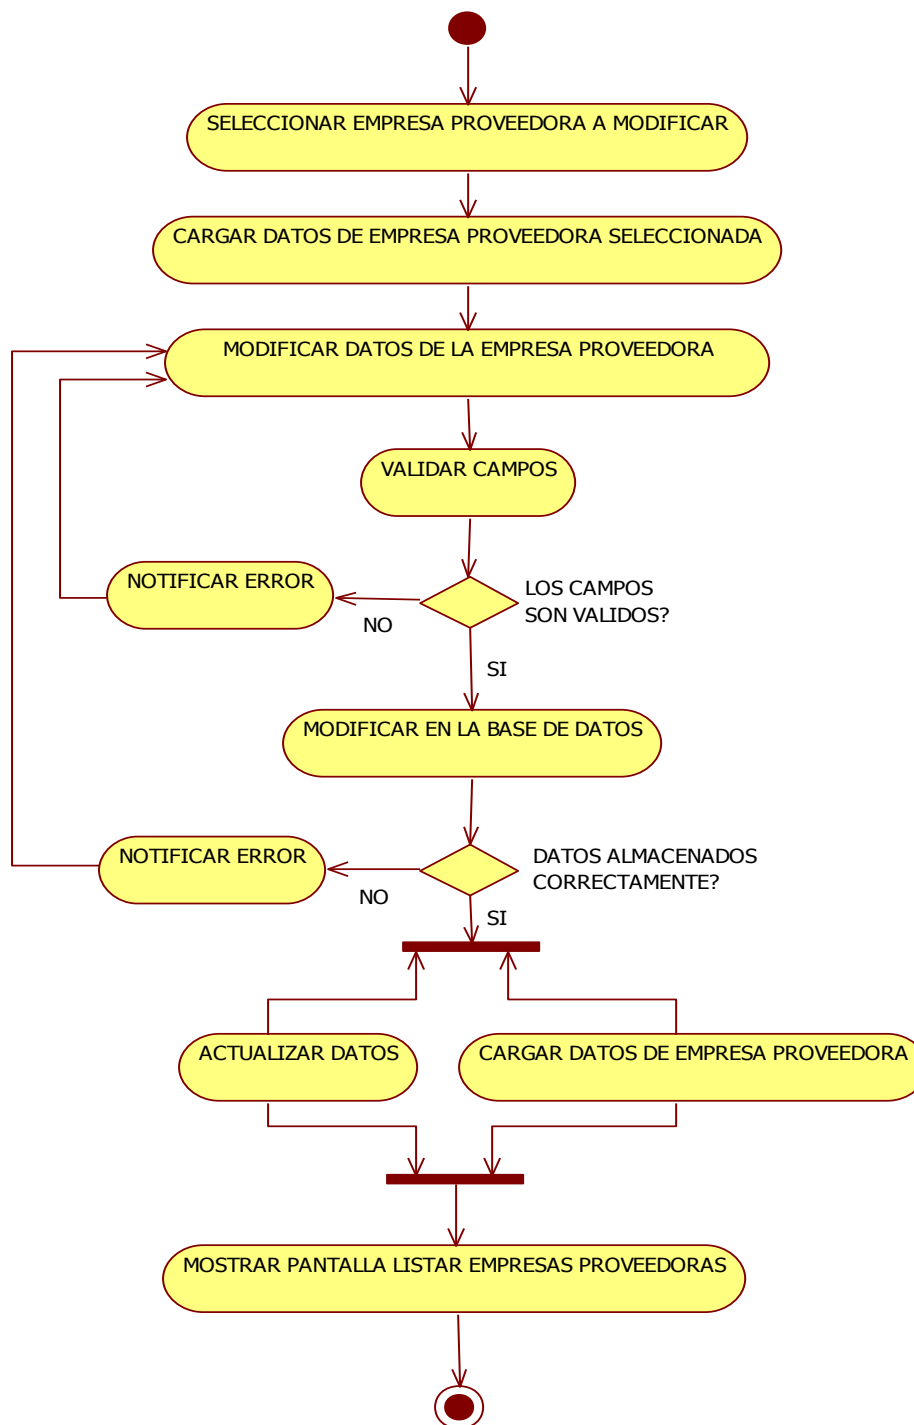 SELECCIONAR EMPRESA PROVEEDORA A MODIFICAR
CARGAR DATOS DE EMPRESA PROVEEDORA SELECCIONADA
MODIFICAR DATOS DE LA EMPRESA PROVEEDORA
VALIDAR CAMPOS
NOTIFICAR ERROR
LOS CAMPOS
SON VALIDOS?
NO
SI
MODIFICAR EN LA BASE DE DATOS
NOTIFICAR ERROR
DATOS ALMACENADOS
CORRECTAMENTE?
NO
SI
ACTUALIZAR DATOS
CARGAR DATOS DE EMPRESA PROVEEDORA
MOSTRAR PANTALLA LISTAR EMPRESAS PROVEEDORAS